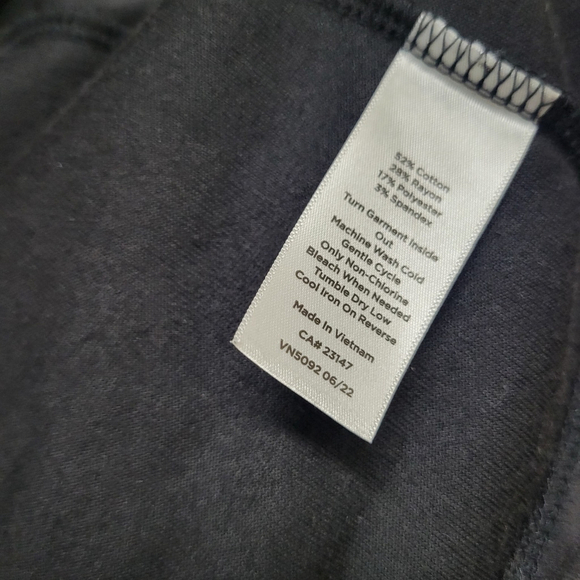 52% Cotton
28% Rayon
17% Polyester
3% Spandex
Turn Garment Inside
Out
Machine Wash Cold
Gentle Cycle
Only Non-Chlorine
Bleach When Needed
Tumble Dry Low
Cool Iron On Reverse
Made In Vietnam
CA# 23147
VN5092 06/22